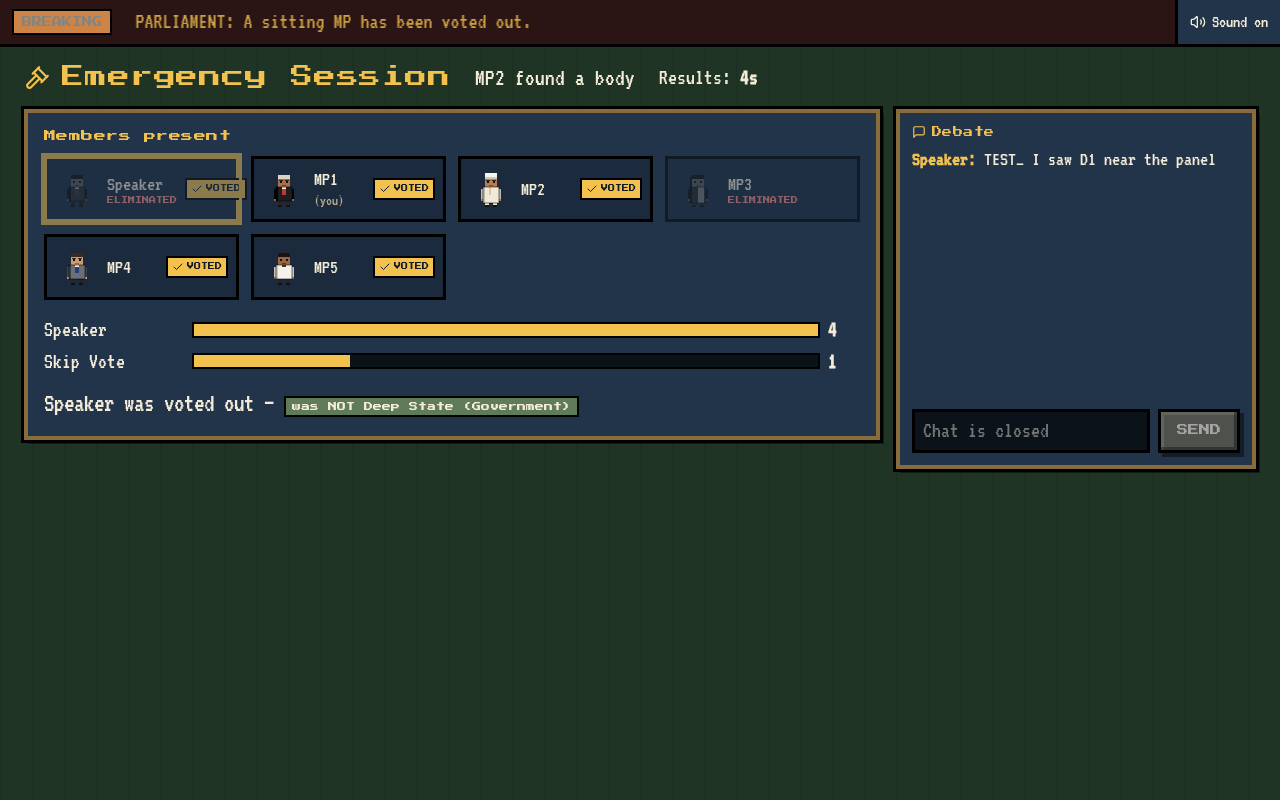 BREAKING PARLIAMENT: A sitting MP has been voted out. Sound on
Emergency Session MP2 found a body Results: 4s
Members present
Speaker ELIMINATED VOTED
MP1 (you) VOTED
MP2 VOTED
MP3 ELIMINATED
MP4 VOTED
MP5 VOTED
Speaker 4
Skip Vote 1
Speaker was voted out – was NOT Deep State (Government)
Debate
Speaker: TEST_ I saw D1 near the panel
Chat is closed SEND